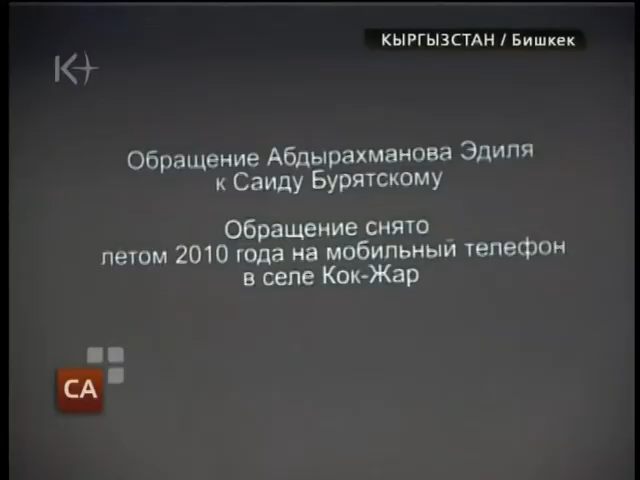 КЫРГЫЗСТАН / Бишкек
K+
Обращение Абдырахманова Эдиля
к Саиду Бурятскому
Обращение снято
летом 2010 года на мобильный телефон
в селе Кок-Жар
CA